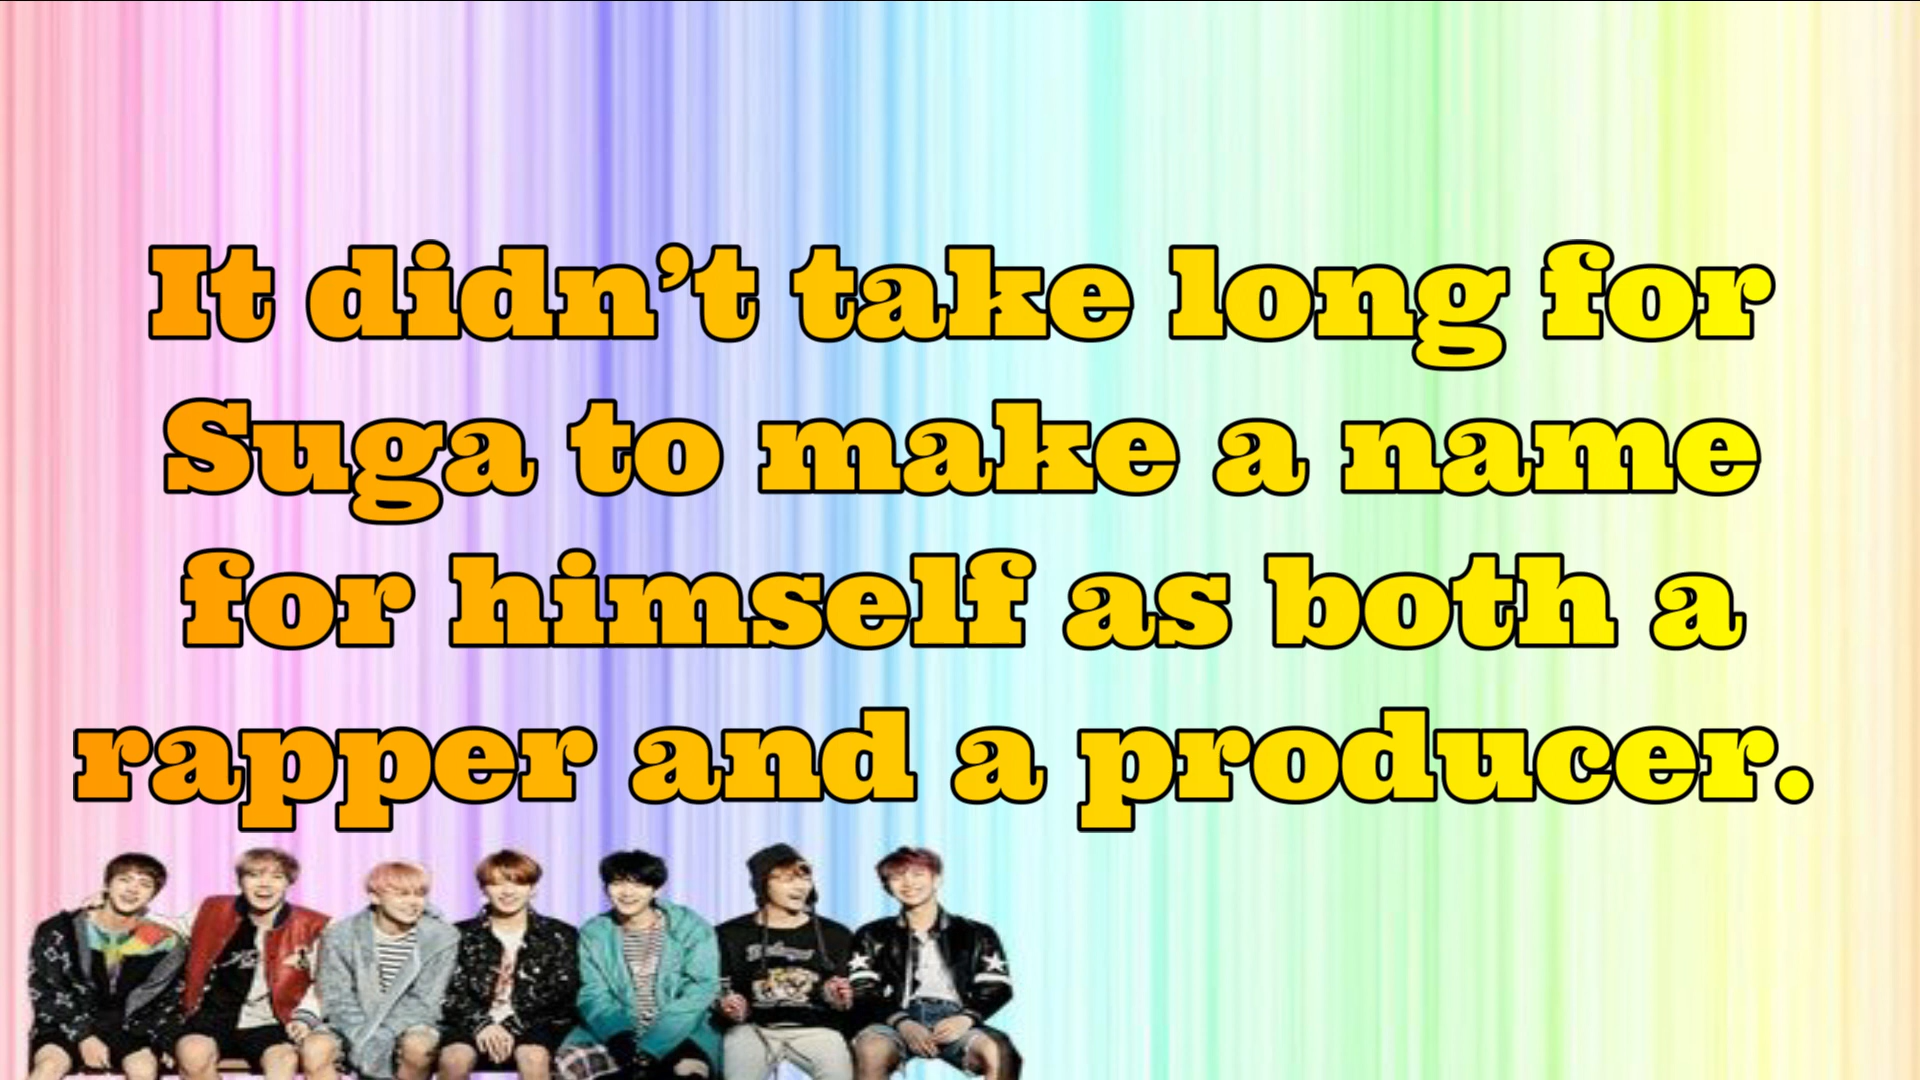 It didn’t take long for
Suga to make a name
for himself as both a
rapper and a producer.